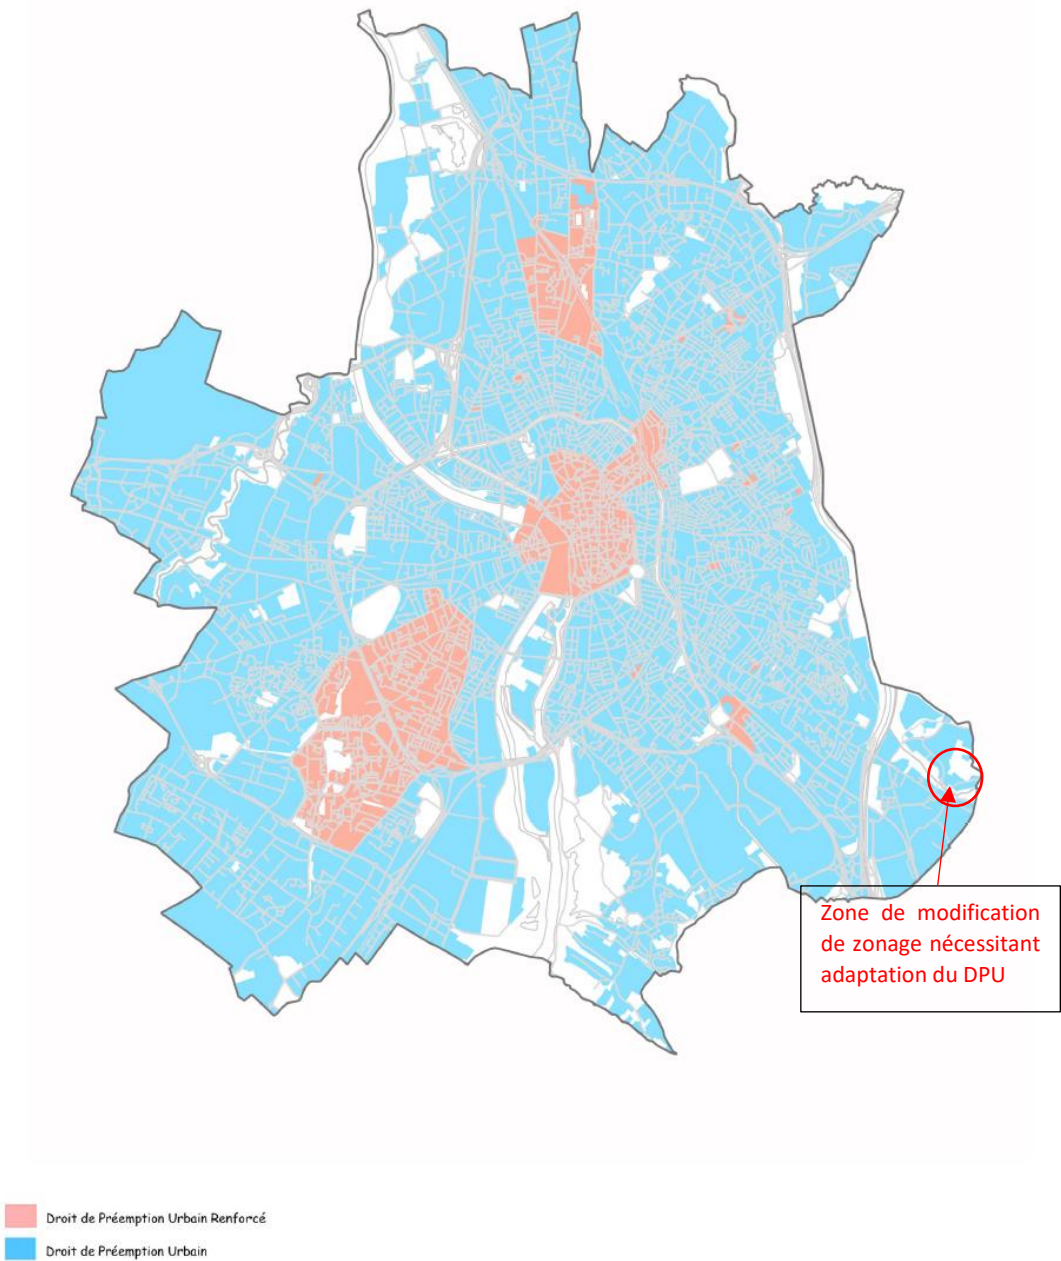 Zone de modification
de zonage nécessitant
adaptation du DPU
Droit de Préemption Urbain Renforcé
Droit de Préemption Urbain